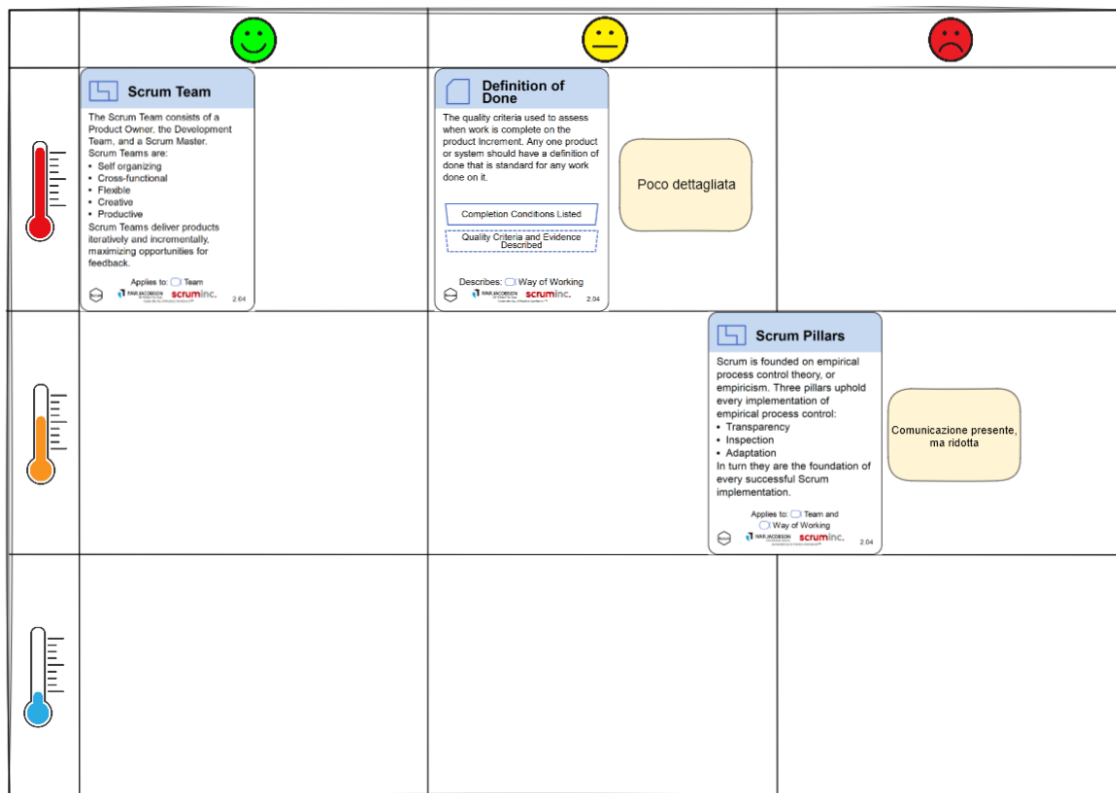 Scrum Team
The Scrum Team consists of a
Product Owner, the Development
Team, and a Scrum Master.
Scrum Teams are:
• Self organizing
• Cross-functional
• Flexible
• Creative
• Productive
Scrum Teams deliver products
iteratively and incrementally,
maximizing opportunities for
feedback.
Applies to: Team
IVAR JACOBSON
scruminc.
2.04
Definition of
Done
The quality criteria used to assess
when work is complete on the
product Increment. Any one product
or system should have a definition of
done that is standard for any work
done on it.
Completion Conditions Listed
Quality Criteria and Evidence
Described
Describes: Way of Working
IVAR JACOBSON
scruminc.
2.04
Poco dettagliata
Scrum Pillars
Scrum is founded on empirical
process control theory, or
empiricism. Three pillars uphold
every implementation of
empirical process control:
• Transparency
• Inspection
• Adaptation
In turn they are the foundation of
every successful Scrum
implementation.
Applies to: Team and
Way of Working
IVAR JACOBSON
scruminc.
2.04
Comunicazione presente,
ma ridotta